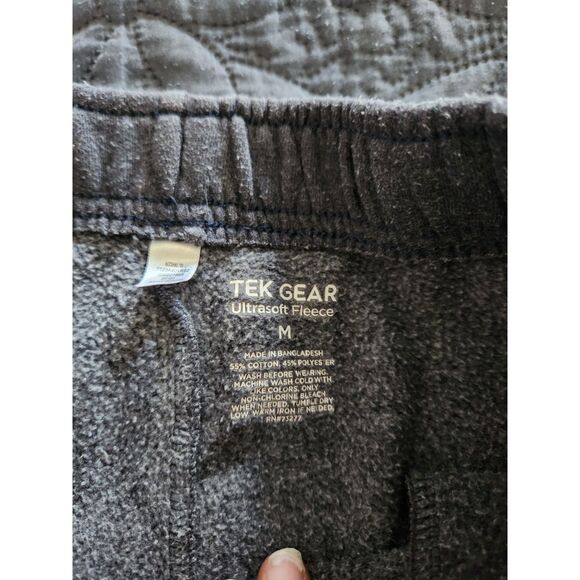 TEK GEAR
Ultrasoft Fleece
M
MADE IN BANGLADESH
55% COTTON, 45% POLYESTER
WASH BEFORE WEARING.
MACHINE WASH COLD WITH
LIKE COLORS. ONLY
NON-CHLORINE BLEACH
WHEN NEEDED. TUMBLE DRY
LOW. WARM IRON IF NEEDED.
RN#73277